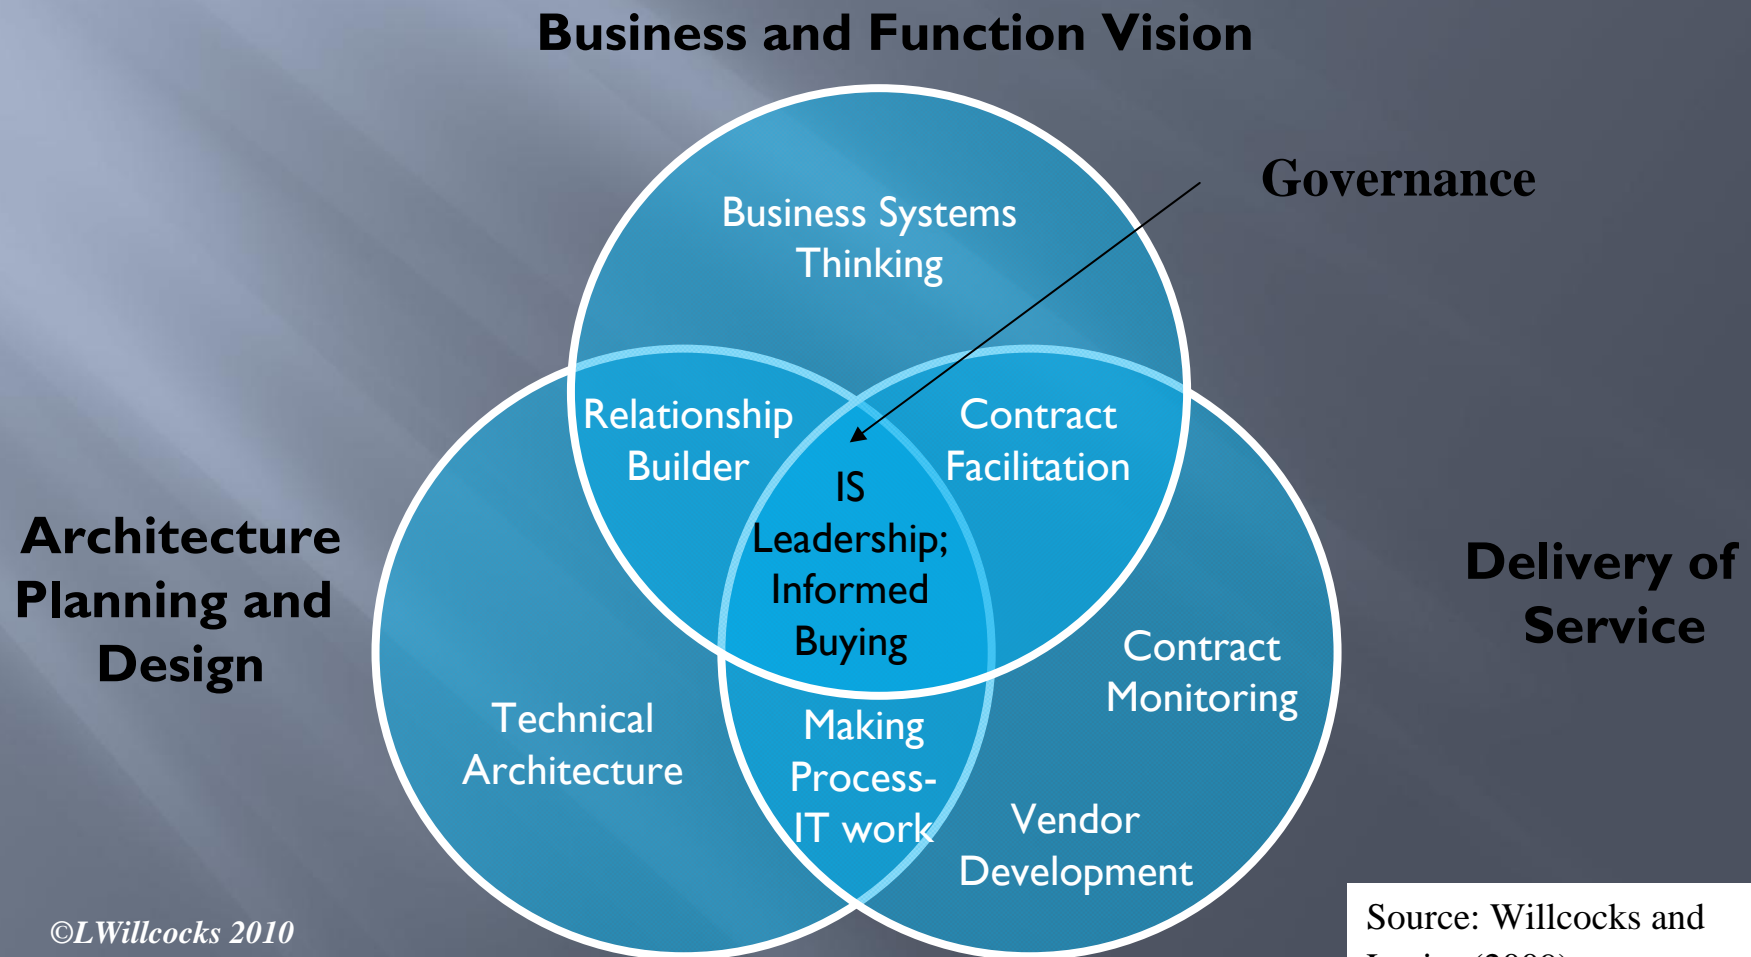 Business and Function Vision
Governance
Business Systems
Thinking
Relationship
Builder
Contract
Facilitation
IS
Leadership;
Informed
Buying
Architecture
Planning and
Design
Delivery of
Service
Contract
Monitoring
Technical
Architecture
Making
Process-
IT work
Vendor
Development
©LWillcocks 2010
Source: Willcocks and